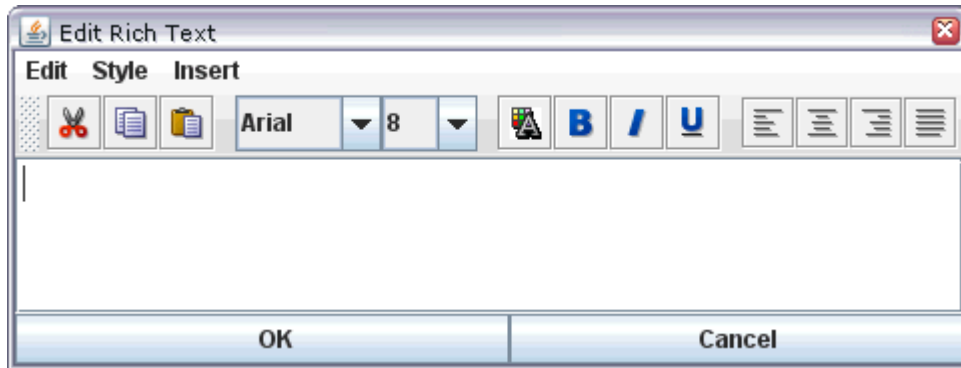 Edit Rich Text
Edit Style Insert
Arial 8 A B I U
OK Cancel